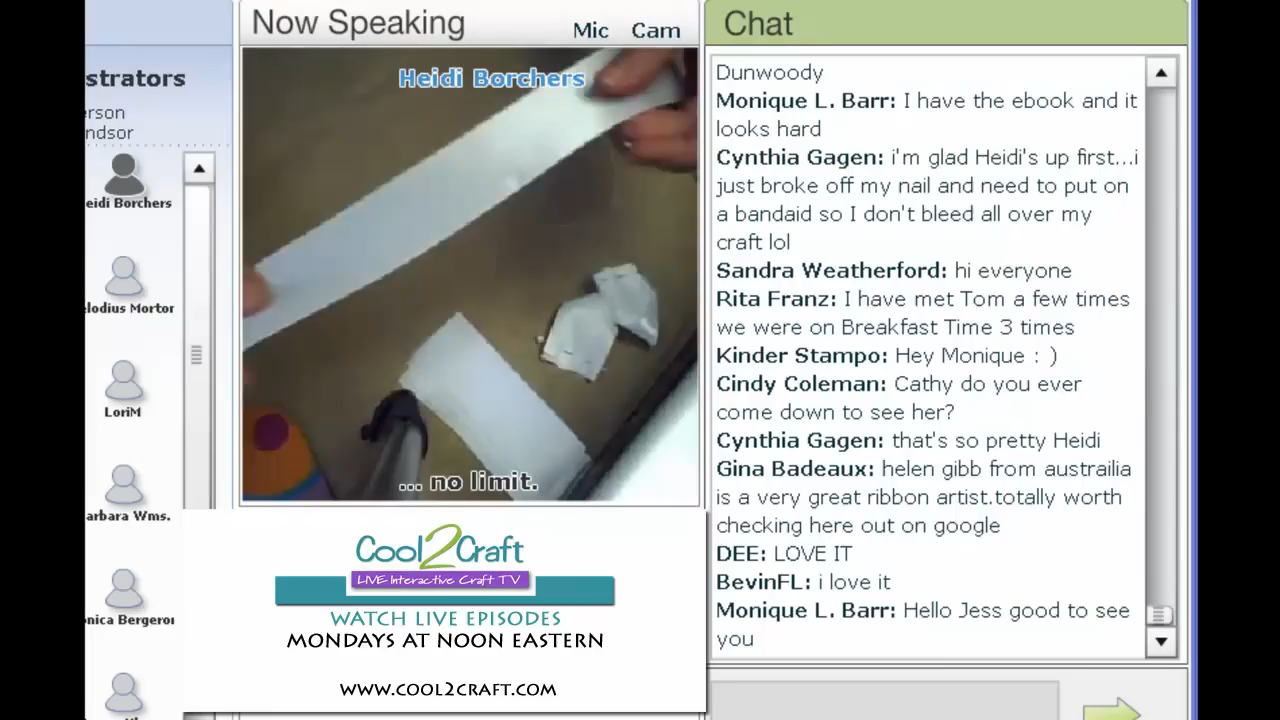 Now Speaking
Mic
Cam
Chat
strators
erson
ndsor
eidi Borchers
elodius Mortor
LoriM
arbara Wms.
nica Bergeror
Heidi Borchers
... no limit.
Cool2Craft
LIVE Interactive Craft TV
WATCH LIVE EPISODES
MONDAYS AT NOON EASTERN
WWW.COOL2CRAFT.COM
Dunwoody
Monique L. Barr: I have the ebook and it
looks hard
Cynthia Gagen: i'm glad Heidi's up first...i
just broke off my nail and need to put on
a bandaid so I don't bleed all over my
craft lol
Sandra Weatherford: hi everyone
Rita Franz: I have met Tom a few times
we were on Breakfast Time 3 times
Kinder Stampo: Hey Monique : )
Cindy Coleman: Cathy do you ever
come down to see her?
Cynthia Gagen: that's so pretty Heidi
Gina Badeaux: helen gibb from austrailia
is a very great ribbon artist.totally worth
checking here out on google
DEE: LOVE IT
BevinFL: i love it
Monique L. Barr: Hello Jess good to see
you